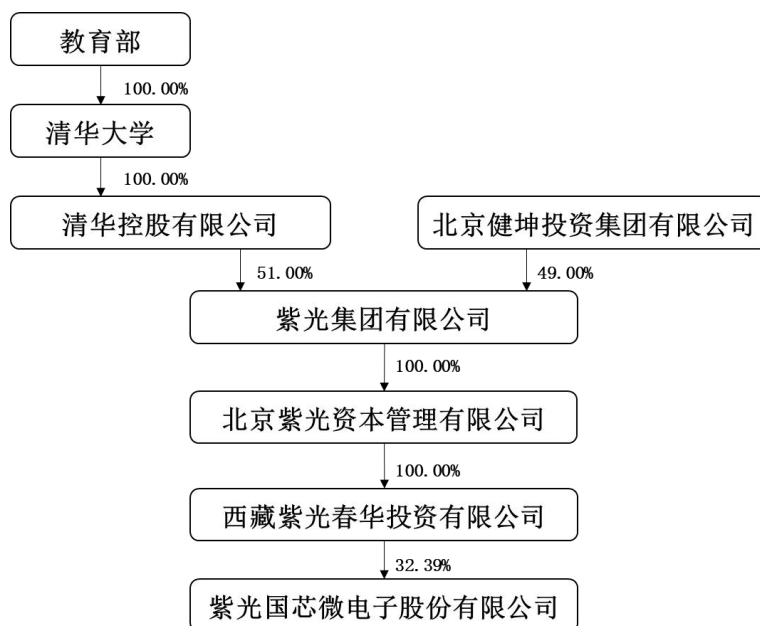 教育部
100.00%
清华大学
100.00%
清华控股有限公司
北京健坤投资集团有限公司
51.00%
49.00%
紫光集团有限公司
100.00%
北京紫光资本管理有限公司
100.00%
西藏紫光春华投资有限公司
32.39%
紫光国芯微电子股份有限公司